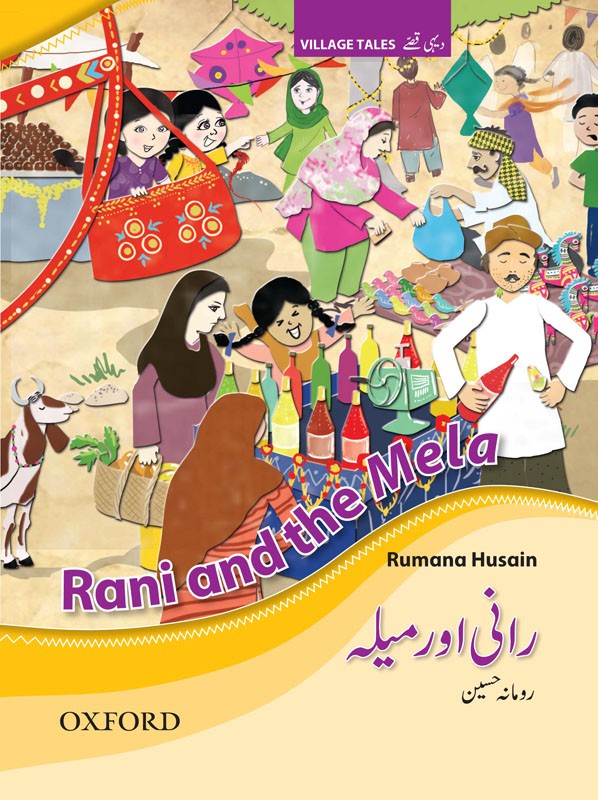 VILLAGE TALES دیہی قصّے
Rani and the Mela
Rumana Husain
رانی اور میلہ
رومانہ حسین
OXFORD